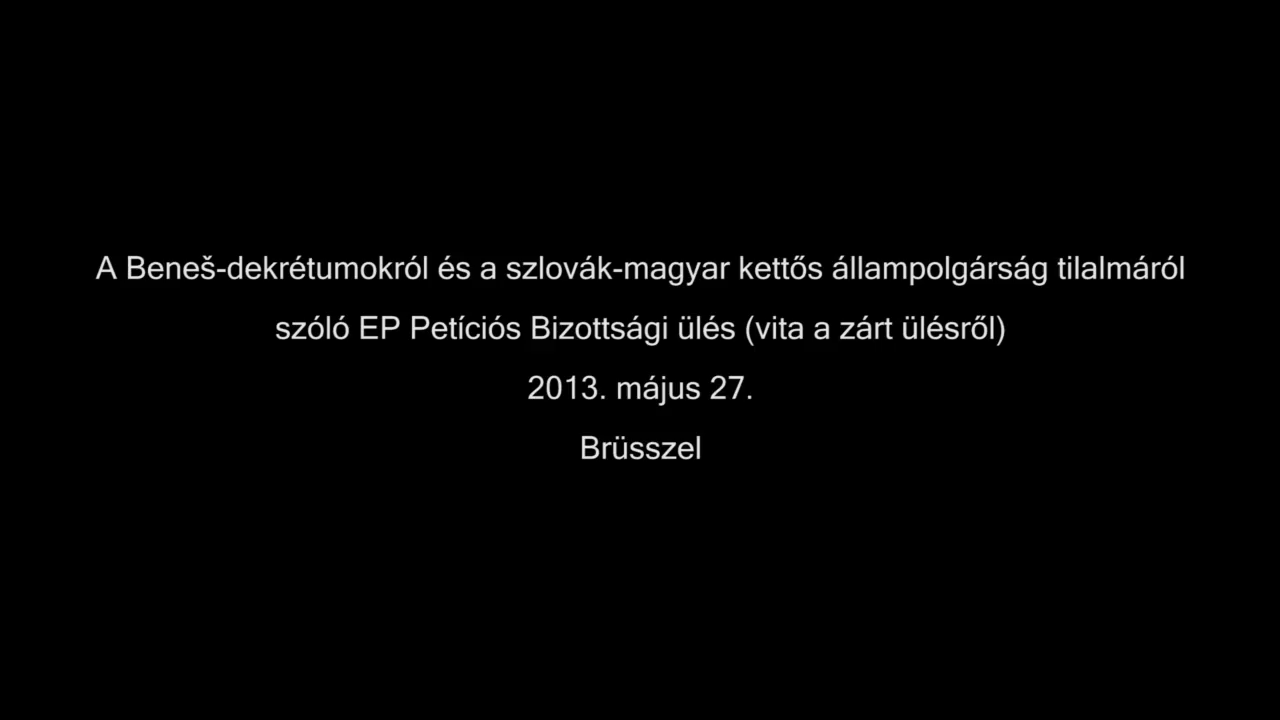 A Beneš-dekrétumokról és a szlovák-magyar kettős állampolgárság tilalmáról
szóló EP Petíciós Bizottsági ülés (vita a zárt ülésről)
2013. május 27.
Brüsszel